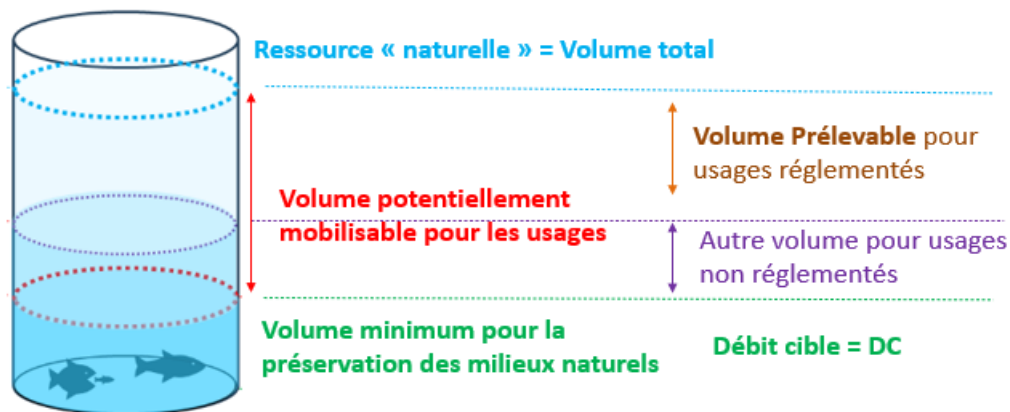 Ressource « naturelle » = Volume total
Volume Prélevable pour
usages réglementés
Volume potentiellement
mobilisable pour les usages
Autre volume pour usages
non réglementés
Volume minimum pour la
préservation des milieux naturels
Débit cible = DC